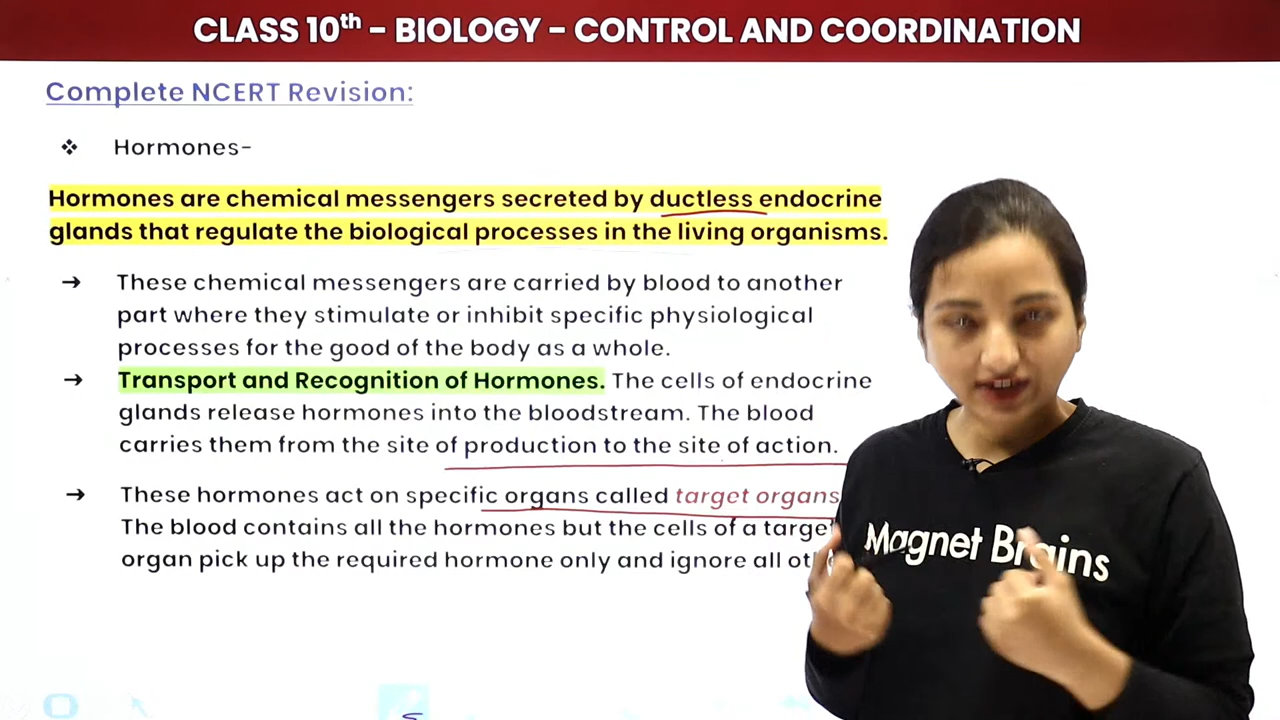 CLASS 10th - BIOLOGY - CONTROL AND COORDINATION
Complete NCERT Revision:
❖ Hormones-
Hormones are chemical messengers secreted by ductless endocrine
glands that regulate the biological processes in the living organisms.
→ These chemical messengers are carried by blood to another
part where they stimulate or inhibit specific physiological
processes for the good of the body as a whole.
→ Transport and Recognition of Hormones. The cells of endocrine
glands release hormones into the bloodstream. The blood
carries them from the site of production to the site of action.
→ These hormones act on specific organs called target organs
The blood contains all the hormones but the cells of a target
organ pick up the required hormone only and ignore all
Magnet Brains